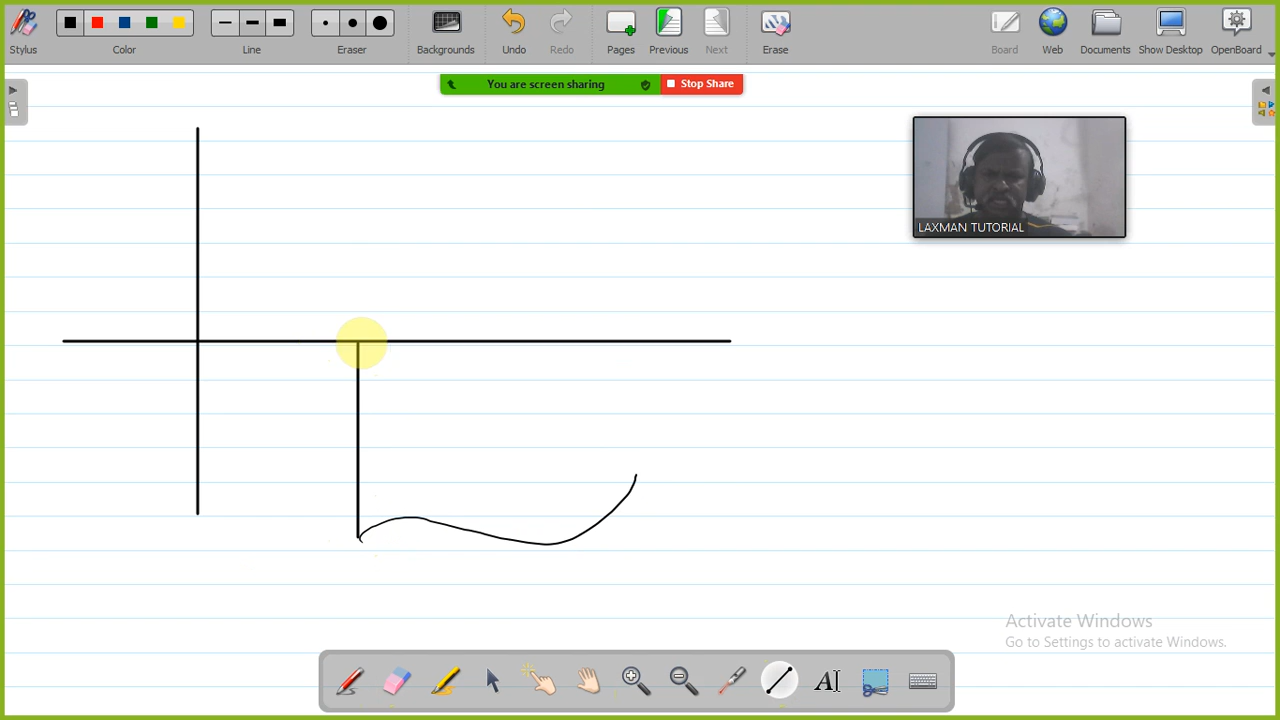 Stylus
Color
Line
Eraser
Backgrounds
Undo
Redo
Pages
Previous
Next
Erase
Board
Web
Documents
Show Desktop
OpenBoard
You are screen sharing
Stop Share
LAXMAN TUTORIAL
Activate Windows
Go to Settings to activate Windows.
AI